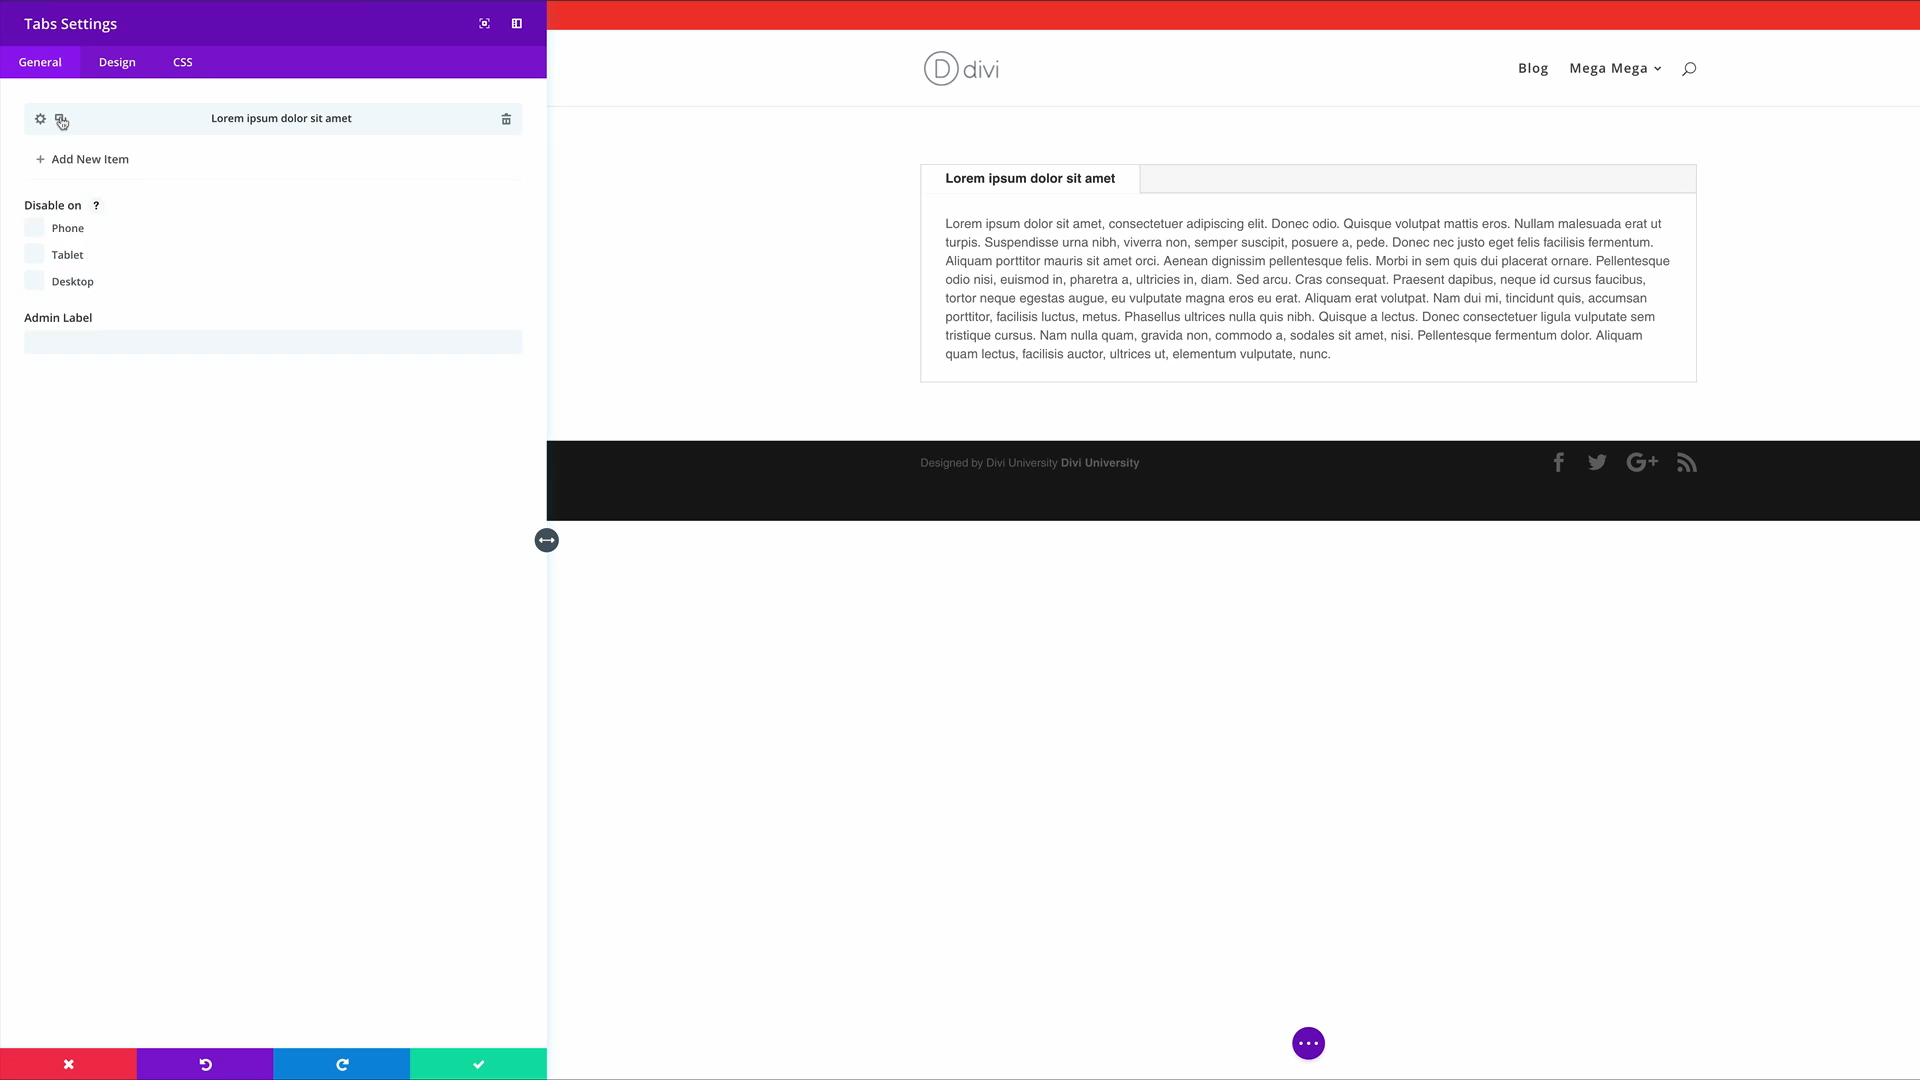 Tabs Settings
General Design CSS
Lorem ipsum dolor sit amet
+ Add New Item
Disable on ?
Phone
Tablet
Desktop
Admin Label
D divi
Blog Mega Mega
Lorem ipsum dolor sit amet
Lorem ipsum dolor sit amet, consectetuer adipiscing elit. Donec odio. Quisque volutpat mattis eros. Nullam malesuada erat ut
turpis. Suspendisse urna nibh, viverra non, semper suscipit, posuere a, pede. Donec nec justo eget felis facilisis fermentum.
Aliquam porttitor mauris sit amet orci. Aenean dignissim pellentesque felis. Morbi in sem quis dui placerat ornare. Pellentesque
odio nisi, euismod in, pharetra a, ultricies in, diam. Sed arcu. Cras consequat. Praesent dapibus, neque id cursus faucibus,
tortor neque egestas augue, eu vulputate magna eros eu erat. Aliquam erat volutpat. Nam dui mi, tincidunt quis, accumsan
porttitor, facilisis luctus, metus. Phasellus ultrices nulla quis nibh. Quisque a lectus. Donec consectetuer ligula vulputate sem
tristique cursus. Nam nulla quam, gravida non, commodo a, sodales sit amet, nisi. Pellentesque fermentum dolor. Aliquam
quam lectus, facilisis auctor, ultrices ut, elementum vulputate, nunc.
Designed by Divi University Divi University
G+